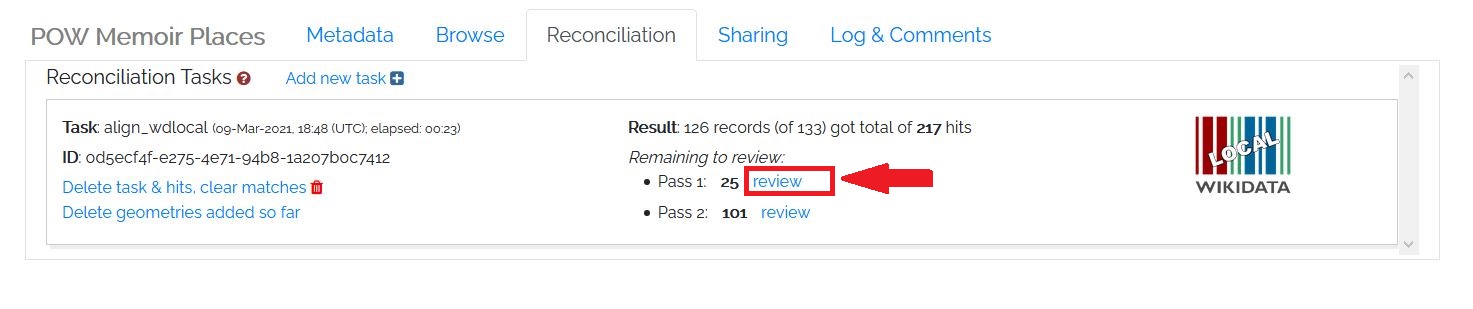 POW Memoir Places Metadata Browse Reconciliation Sharing Log & Comments
Reconciliation Tasks Add new task
Task: align_wdlocal (09-Mar-2021, 18:48 (UTC); elapsed: 00:23)
ID: 0d5ecf4f-e275-4e71-94b8-1a207b0c7412
Delete task & hits, clear matches
Delete geometries added so far
Result: 126 records (of 133) got total of 217 hits
Remaining to review:
• Pass 1: 25 review
• Pass 2: 101 review
LOCAL
WIKIDATA